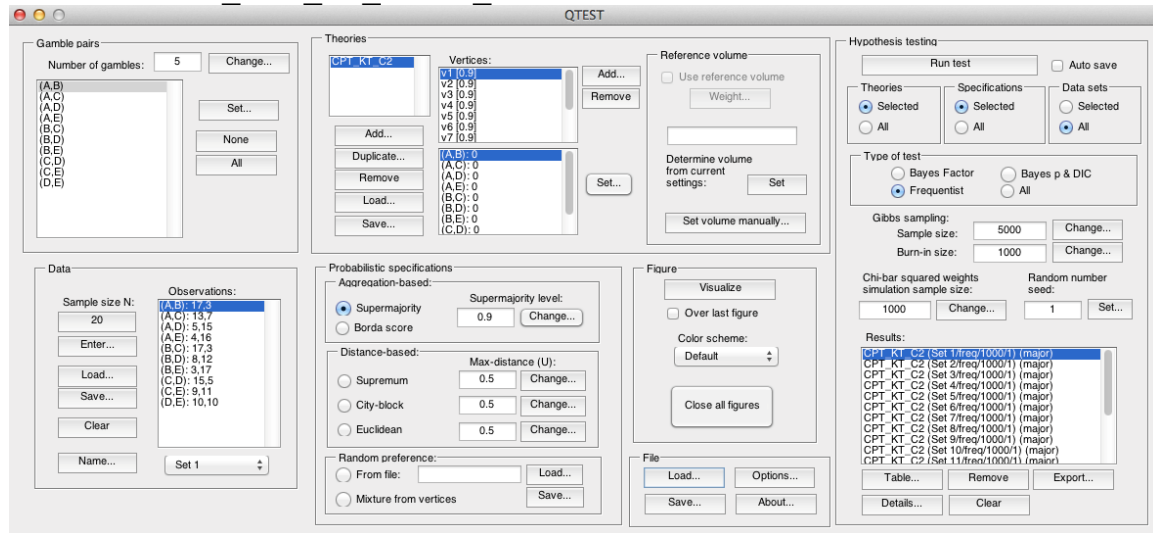 QTEST
Gamble pairs
Number of gambles: 5 Change...
(A,B)
(A,C)
(A,D)
(A,E)
(B,C)
(B,D)
(B,E)
(C,D)
(C,E)
(D,E)
Set...
None
All
Theories
CPT_KT_C2
Add...
Duplicate...
Remove
Load...
Save...
Vertices:
v1 [0.9]
v2 [0.9]
v3 [0.9]
v4 [0.9]
v5 [0.9]
v6 [0.9]
v7 [0.9]
Add...
Remove
(A,B): 0
(A,C): 0
(A,D): 0
(A,E): 0
(B,C): 0
(B,D): 0
(B,E): 0
(C,D): 0
Set...
Reference volume
Use reference volume
Weight...
Determine volume
from current
settings: Set
Set volume manually...
Hypothesis testing
Run test Auto save
Theories
Selected
All
Specifications
Selected
All
Data sets
Selected
All
Type of test
Bayes Factor Bayes p & DIC
Frequentist All
Gibbs sampling:
Sample size: 5000 Change...
Burn-in size: 1000 Change...
Chi-bar squared weights
simulation sample size:
1000 Change...
Random number
seed:
1 Set...
Results:
CPT_KT_C2 (Set 1/freq/1000/1) (major)
CPT_KT_C2 (Set 2/freq/1000/1) (major)
CPT_KT_C2 (Set 3/freq/1000/1) (major)
CPT_KT_C2 (Set 4/freq/1000/1) (major)
CPT_KT_C2 (Set 5/freq/1000/1) (major)
CPT_KT_C2 (Set 6/freq/1000/1) (major)
CPT_KT_C2 (Set 7/freq/1000/1) (major)
CPT_KT_C2 (Set 8/freq/1000/1) (major)
CPT_KT_C2 (Set 9/freq/1000/1) (major)
CPT_KT_C2 (Set 10/freq/1000/1) (major)
CPT_KT_C2 (Set 11/freq/1000/1) (major)
Table... Remove Export...
Details... Clear
Data
Sample size N:
20
Enter...
Load...
Save...
Clear
Name...
Observations:
(A,B): 17,3
(A,C): 13,7
(A,D): 5,15
(A,E): 4,16
(B,C): 17,3
(B,D): 8,12
(B,E): 3,17
(C,D): 15,5
(C,E): 9,11
(D,E): 10,10
Set 1
Probabilistic specifications
Aggregation-based:
Supermajority
Borda score
Supermajority level:
0.9 Change...
Distance-based:
Max-distance (U):
Supremum 0.5 Change...
City-block 0.5 Change...
Euclidean 0.5 Change...
Random preference:
From file: Load...
Mixture from vertices Save...
Figure
Visualize
Over last figure
Color scheme:
Default
Close all figures
File
Load... Options...
Save... About...